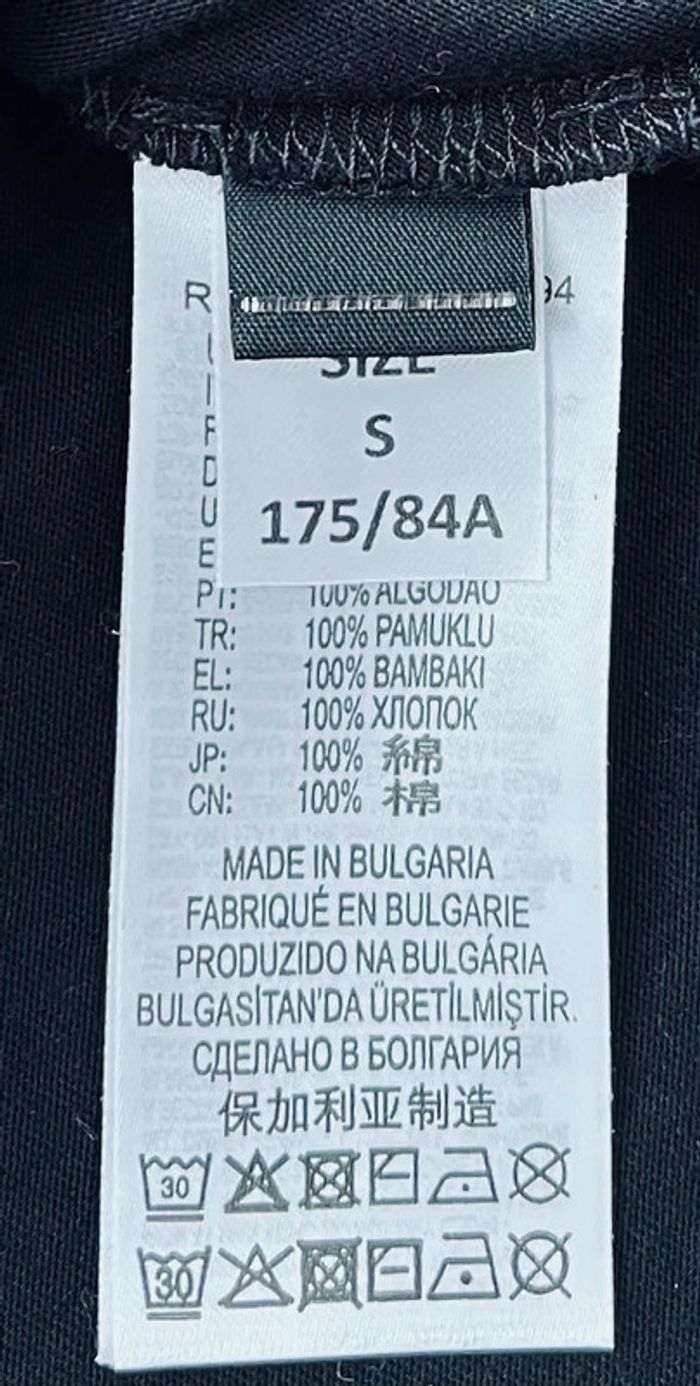 R 94
SIZE
S
175/84A
PT: 100% ALGODÃO
TR: 100% PAMUKLU
EL: 100% BAMBAKI
RU: 100% ХЛОПОК
JP: 100% 綿
CN: 100% 棉
MADE IN BULGARIA
FABRIQUÉ EN BULGARIE
PRODUZIDO NA BULGÁRIA
BULGASİTAN'DA ÜRETİLMİŞTİR.
СДЕЛАНО В БОЛГАРИЯ
保加利亚制造
30
30